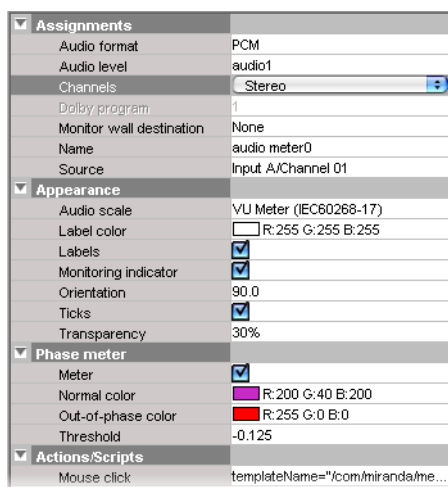 Assignments
Audio format PCM
Audio level audio1
Channels Stereo
Dolby program 1
Monitor wall destination None
Name audio meter0
Source Input A/Channel 01
Appearance
Audio scale VU Meter (IEC60268-17)
Label color R:255 G:255 B:255
Labels
Monitoring indicator
Orientation 90.0
Ticks
Transparency 30%
Phase meter
Meter
Normal color R:200 G:40 B:200
Out-of-phase color R:255 G:0 B:0
Threshold -0.125
Actions/Scripts
Mouse click templateName="/com/miranda/me...